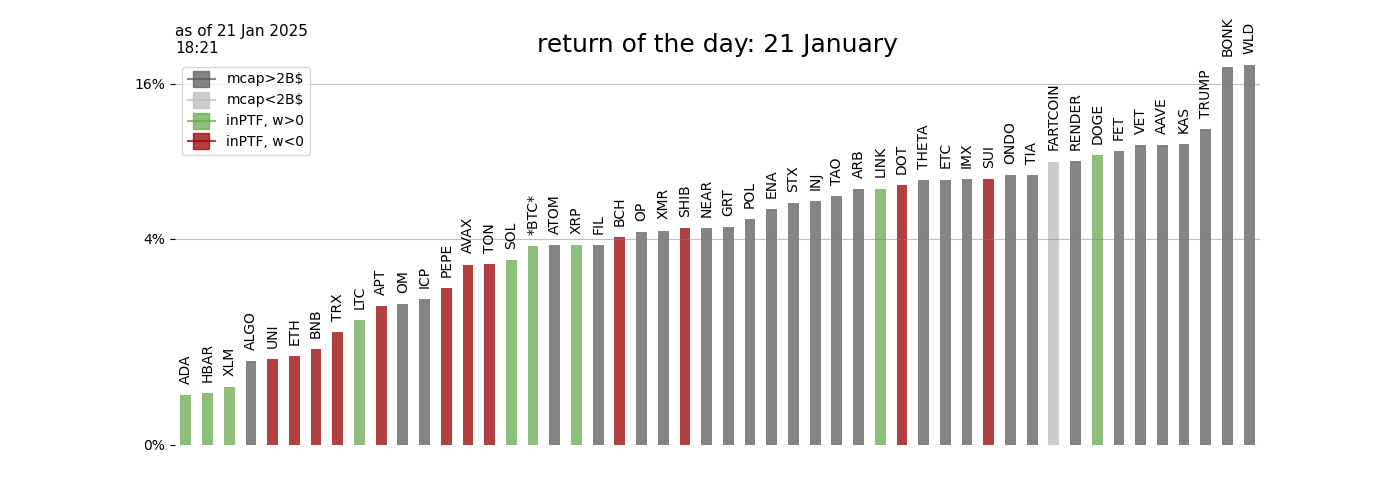 as of 21 Jan 2025
18:21
return of the day: 21 January
mcap>2B$
mcap<2B$
inPTF, w>0
inPTF, w<0
16%
4%
0%
ADA
HBAR
XLM
ALGO
UNI
ETH
BNB
TRX
LTC
APT
OM
ICP
PEPE
AVAX
TON
SOL
*BTC*
ATOM
XRP
FIL
BCH
OP
XMR
SHIB
NEAR
GRT
POL
ENA
STX
INJ
TAO
ARB
LINK
DOT
THETA
ETC
IMX
SUI
ONDO
TIA
FARTCOIN
RENDER
DOGE
FET
VET
AAVE
KAS
TRUMP
BONK
WLD